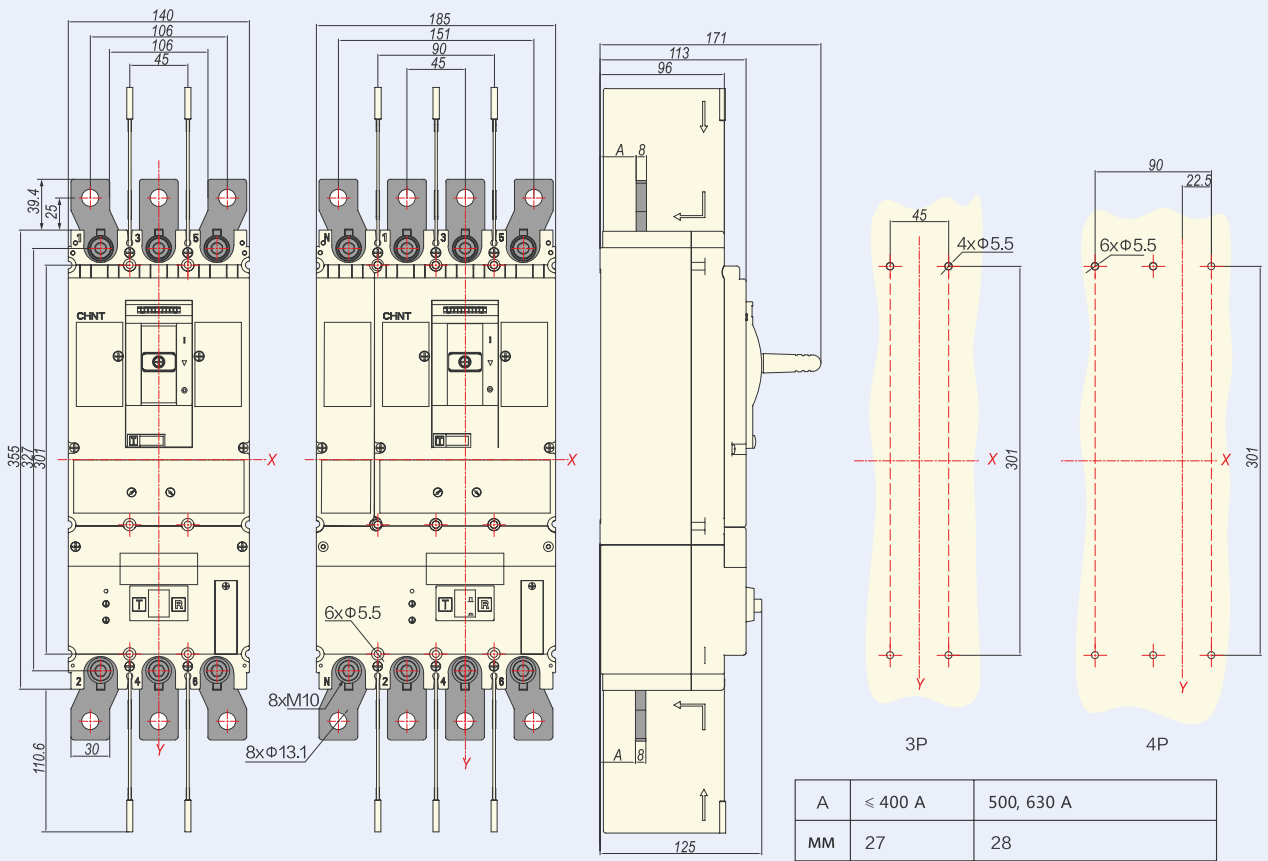 140
106
106
45
185
151
90
45
171
113
96
A 8
39.4
25
1 3 5
N 1 3 5
CHNT
CHNT
I
I
T
T
X
X
355
327
301
T R
T R
6xΦ5.5
2 4 6
N 2 4 6
8xM10
8xΦ13.1
30
110.6
Y
Y
A 8
125
90
22.5
45
4xΦ5.5
6xΦ5.5
X
X
301
301
Y
Y
3P
4P
A ≤ 400 A 500, 630 A
мм 27 28